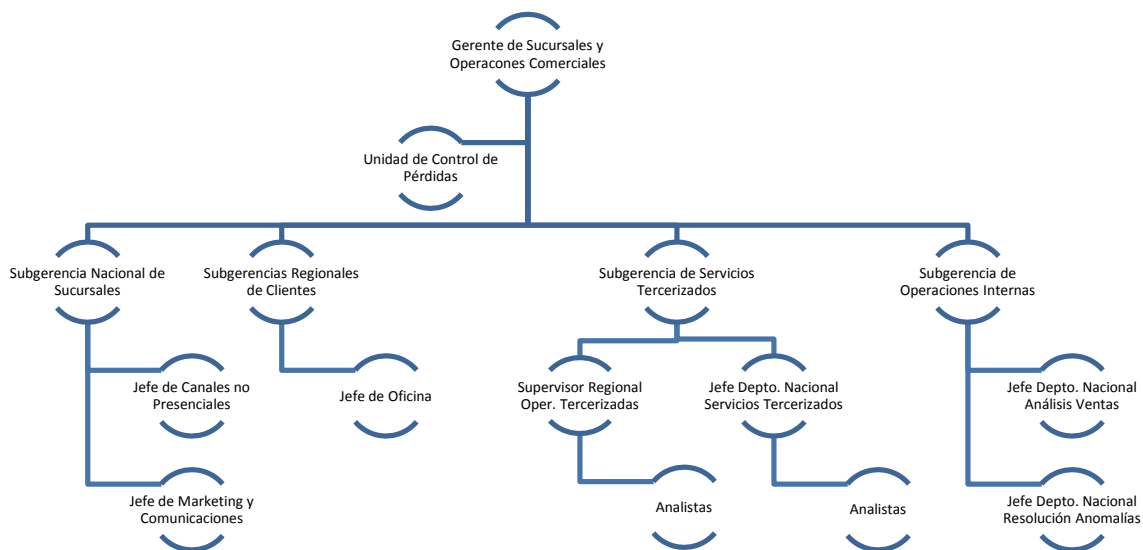 Gerente de Sucursales y
Operacones Comerciales
Unidad de Control de
Pérdidas
Subgerencia Nacional de
Sucursales
Subgerencias Regionales
de Clientes
Subgerencia de Servicios
Tercerizados
Subgerencia de
Operaciones Internas
Jefe de Canales no
Presenciales
Jefe de Oficina
Supervisor Regional
Oper. Tercerizadas
Jefe Depto. Nacional
Servicios Tercerizados
Jefe Depto. Nacional
Análisis Ventas
Jefe de Marketing y
Comunicaciones
Analistas
Analistas
Jefe Depto. Nacional
Resolución Anomalías